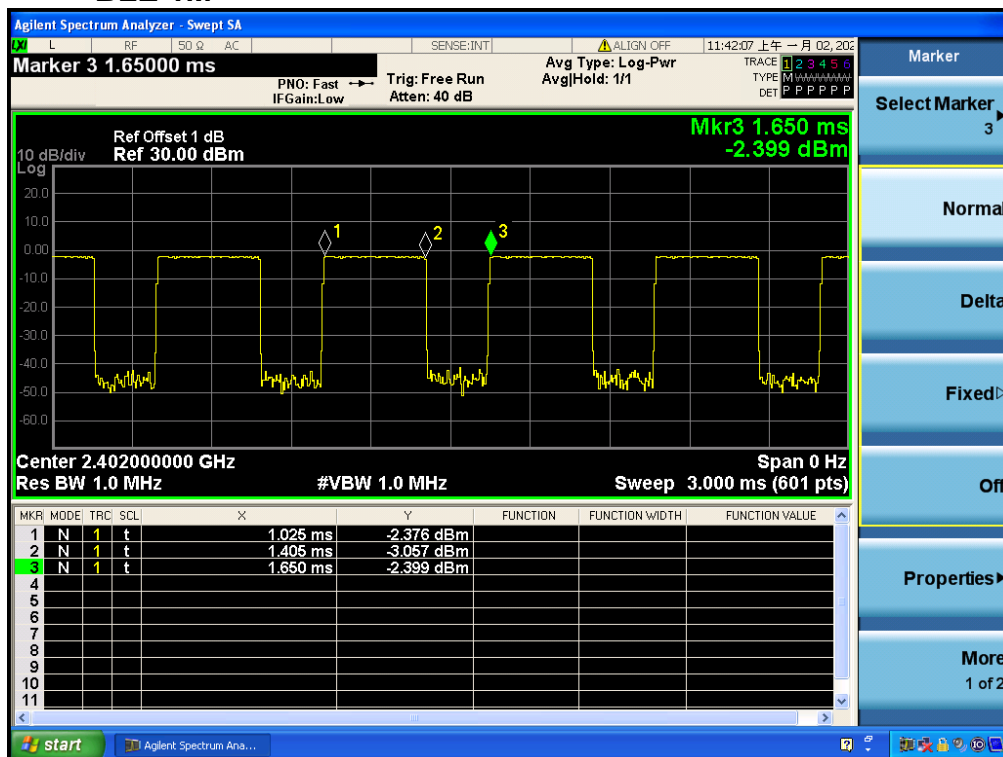 Agilent Spectrum Analyzer - Swept SA
LXI L RF 50 Ω AC SENSE:INT ALIGN OFF 11:42:07 上午 一月 02, 202
Marker 3 1.65000 ms
PNO: Fast
IFGain:Low
Trig: Free Run
Atten: 40 dB
Avg Type: Log-Pwr
Avg|Hold: 1/1
TRACE 1 2 3 4 5 6
TYPE M
DET P P P P P P
Mkr3 1.650 ms
-2.399 dBm
Ref Offset 1 dB
10 dB/div Ref 30.00 dBm
Log
20.0
10.0
0.00
-10.0
-20.0
-30.0
-40.0
-50.0
-60.0
1
2
3
Center 2.402000000 GHz Span 0 Hz
Res BW 1.0 MHz #VBW 1.0 MHz Sweep 3.000 ms (601 pts)
MKR MODE TRC SCL X Y FUNCTION FUNCTION WIDTH FUNCTION VALUE
1 N 1 t 1.025 ms -2.376 dBm
2 N 1 t 1.405 ms -3.057 dBm
3 N 1 t 1.650 ms -2.399 dBm
4
5
6
7
8
9
10
11
Marker
Select Marker
3
Normal
Delta
Fixed
Off
Properties
More
1 of 2
start Agilent Spectrum Ana...